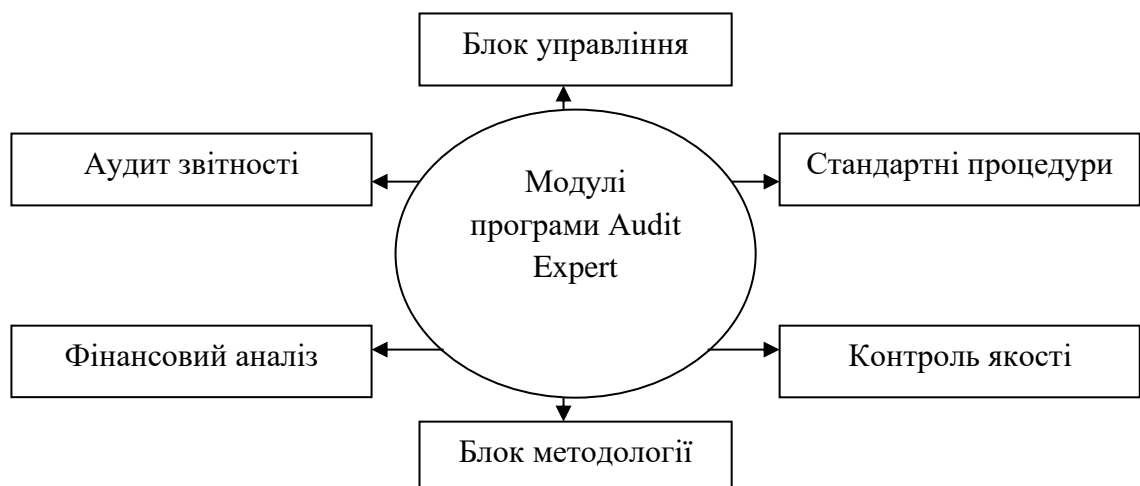 Блок управління
Аудит звітності
Стандартні процедури
Модулі
програми Audit
Expert
Фінансовий аналіз
Контроль якості
Блок методології